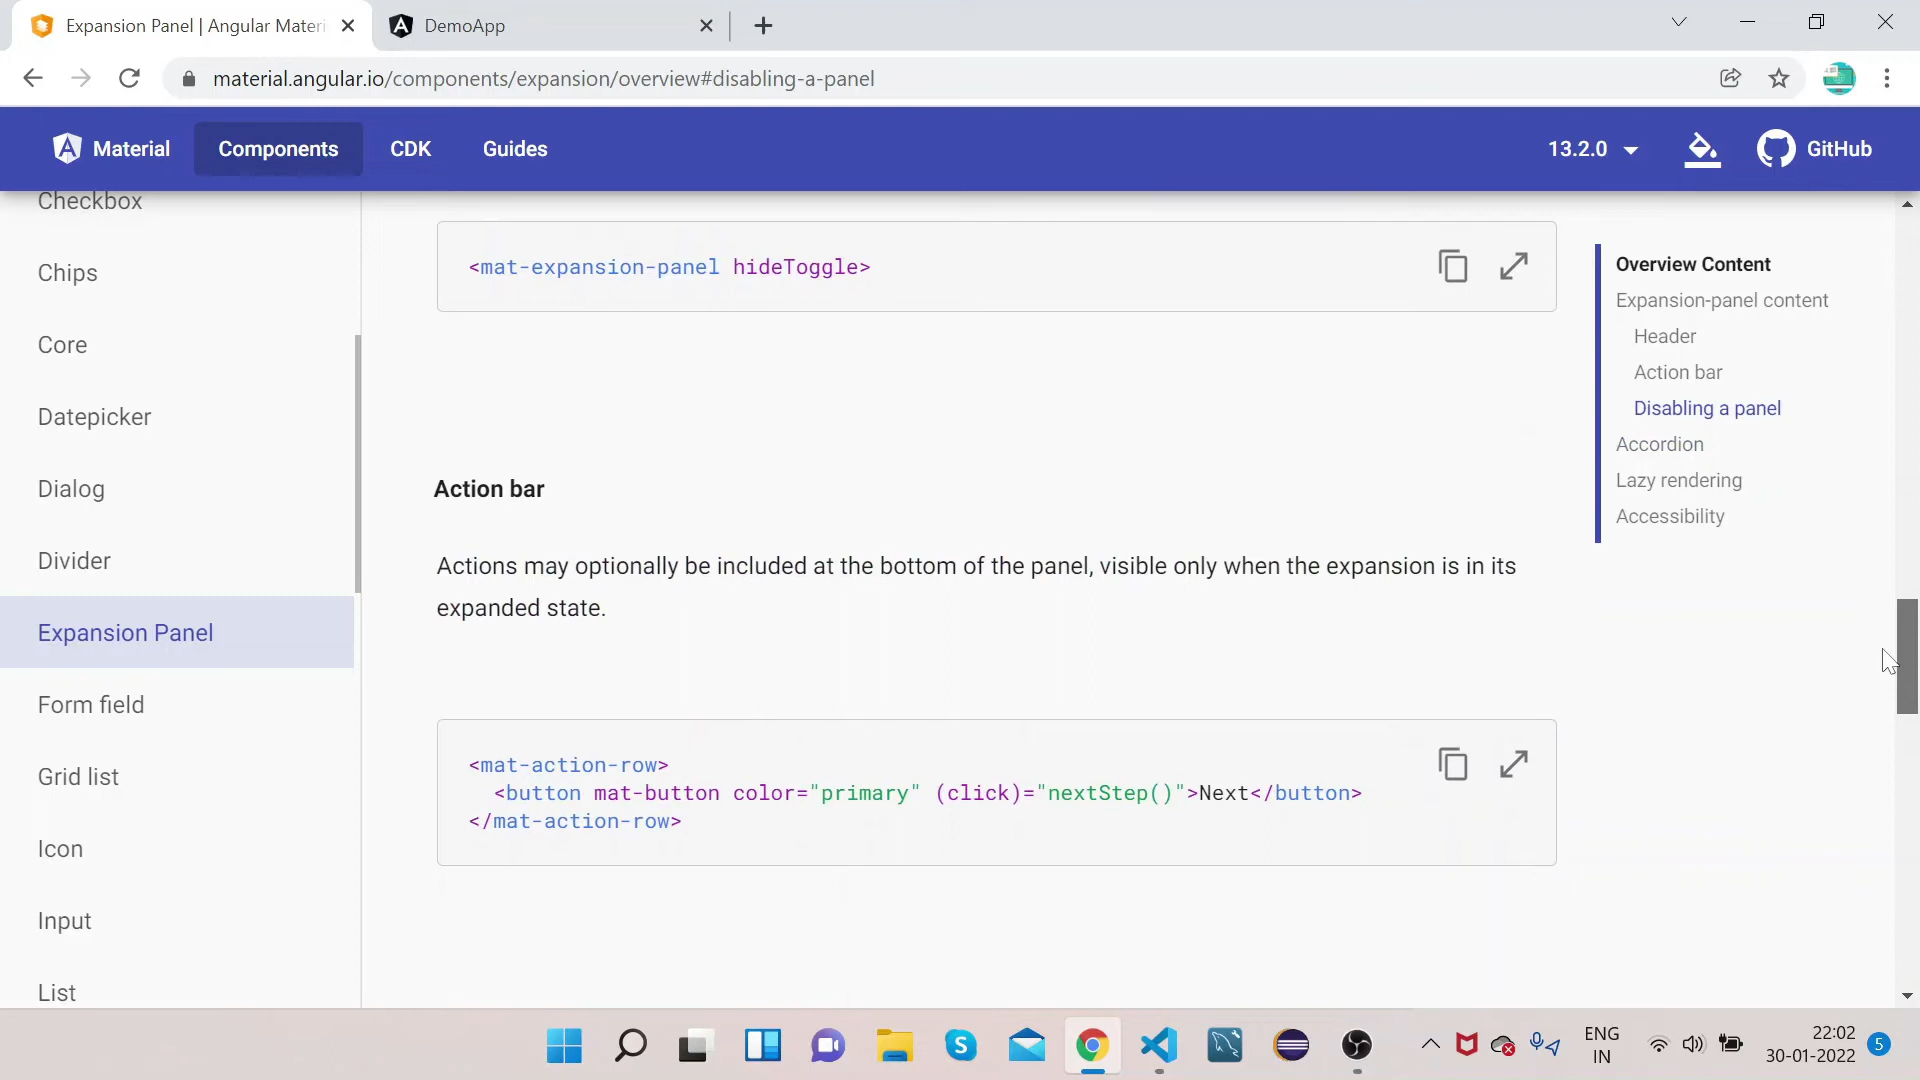 Expansion Panel | Angular Materi
DemoApp
material.angular.io/components/expansion/overview#disabling-a-panel
Material
Components
CDK
Guides
13.2.0
GitHub
Checkbox
Chips
Core
Datepicker
Dialog
Divider
Expansion Panel
Form field
Grid list
Icon
Input
List
<mat-expansion-panel hideToggle>
Action bar
Actions may optionally be included at the bottom of the panel, visible only when the expansion is in its
expanded state.
<mat-action-row>
<button mat-button color="primary" (click)="nextStep()">Next</button>
</mat-action-row>
Overview Content
Expansion-panel content
Header
Action bar
Disabling a panel
Accordion
Lazy rendering
Accessibility
ENG
IN
22:02
30-01-2022
5